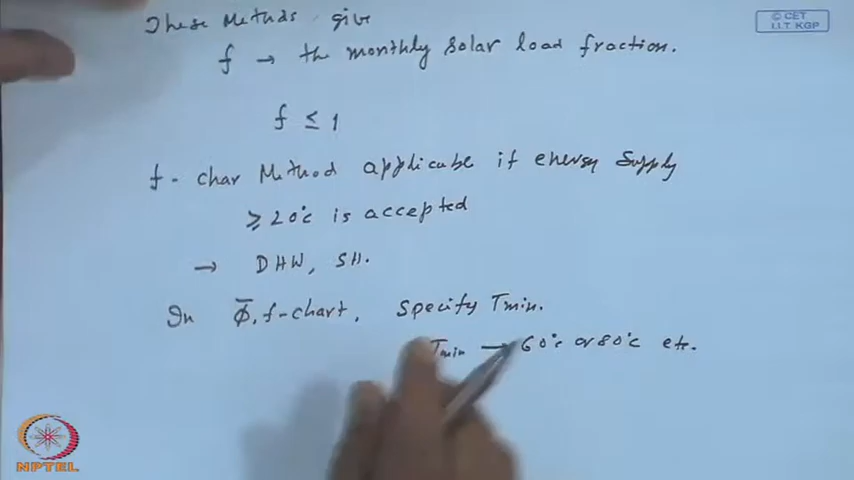 These Methods give
© CET
I.I.T. KGP
f → the monthly Solar load fraction.
f ≤ 1
f - char Method applicable if energy Supply
≥ 20°c is accepted
→ DHW, SH.
In Φ̅, f-chart, Specify Tmin.
Tmin → 60°c or 80°c etc.
NPTEL